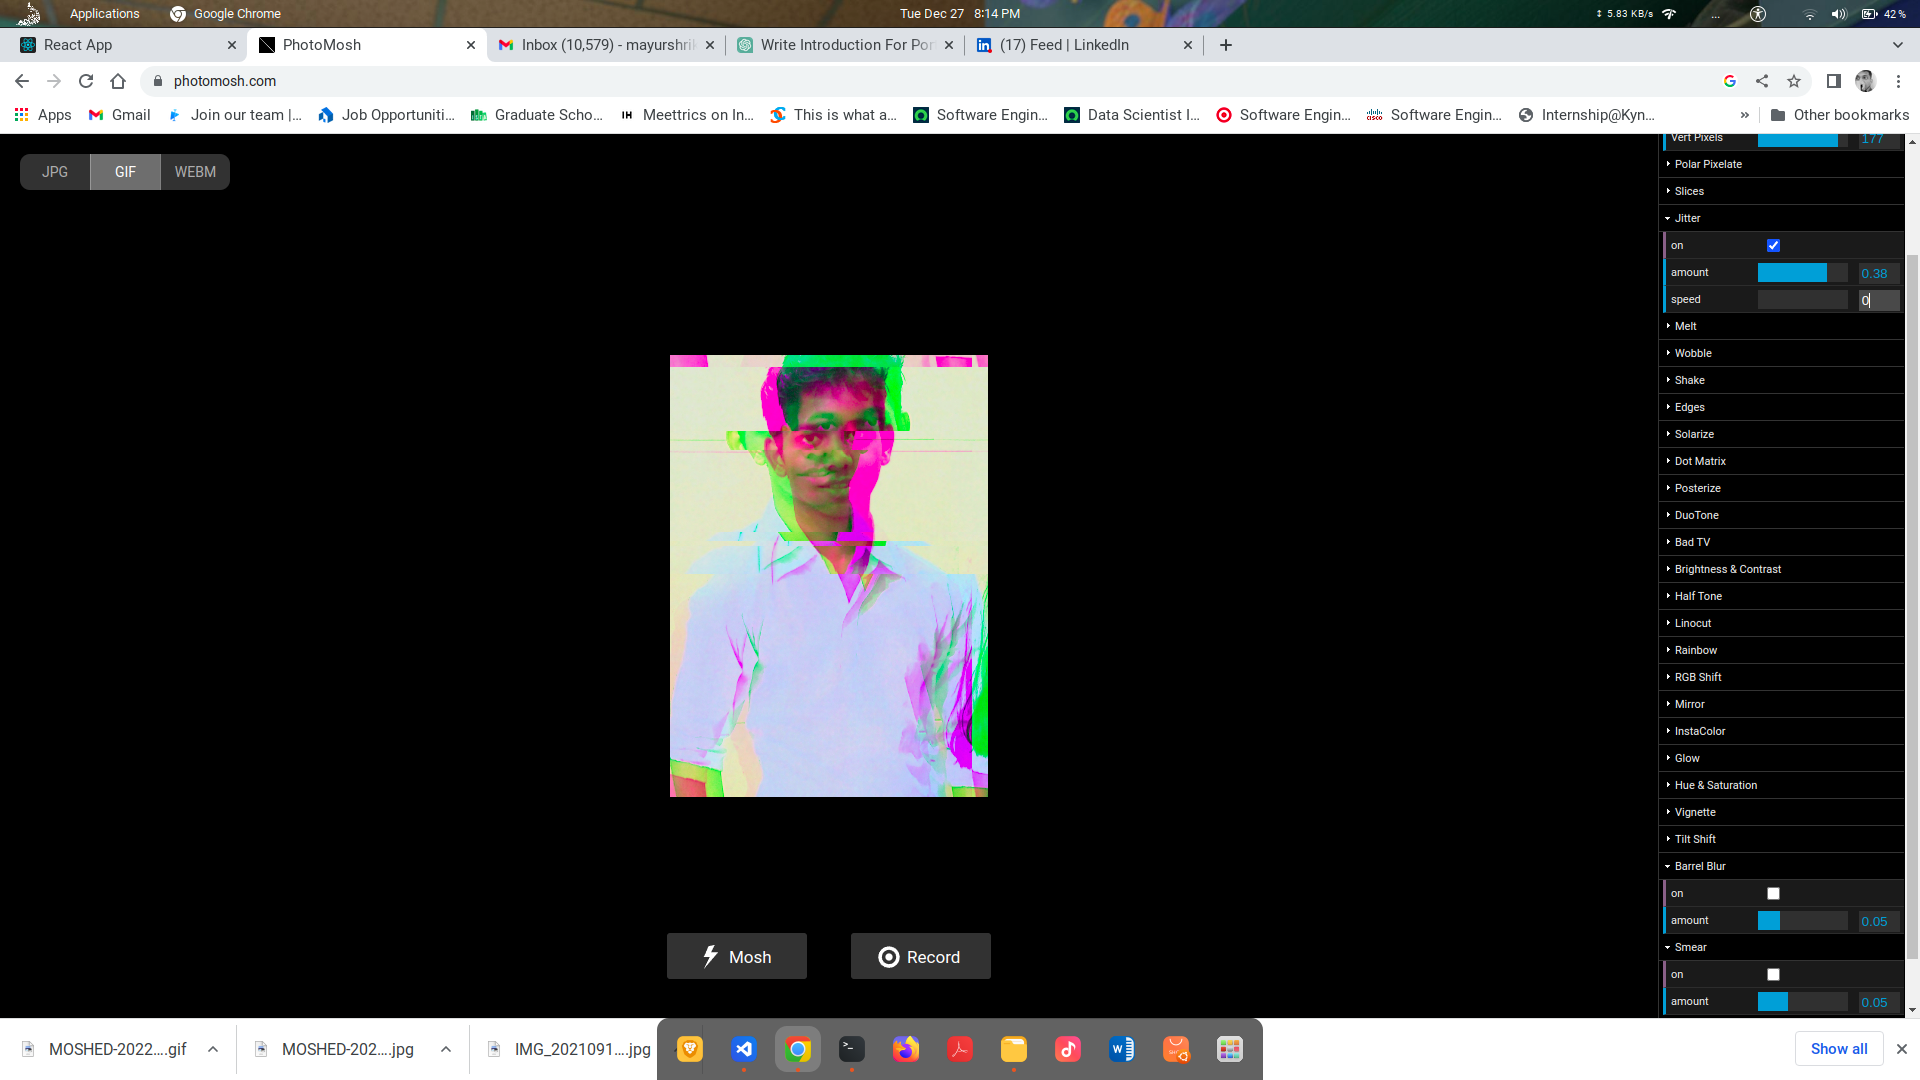 Applications Google Chrome Tue Dec 27 8:14 PM 5.83 KB/s ... 42 %
React App PhotoMosh Inbox (10,579) - mayurshri Write Introduction For Por (17) Feed | LinkedIn
photomosh.com
Apps Gmail Join our team |... Job Opportuniti... Graduate Scho... IH Meettrics on In... This is what a... Software Engin... Data Scientist I... Software Engin... Software Engin... Internship@Kyn... » Other bookmarks
JPG GIF WEBM
Vert Pixels 177
Polar Pixelate
Slices
Jitter
on
amount 0.38
speed 0
Melt
Wobble
Shake
Edges
Solarize
Dot Matrix
Posterize
DuoTone
Bad TV
Brightness & Contrast
Half Tone
Linocut
Rainbow
RGB Shift
Mirror
InstaColor
Glow
Hue & Saturation
Vignette
Tilt Shift
Barrel Blur
on
amount 0.05
Smear
on
amount 0.05
Mosh Record
MOSHED-2022....gif MOSHED-202....jpg IMG_2021091....jpg Show all